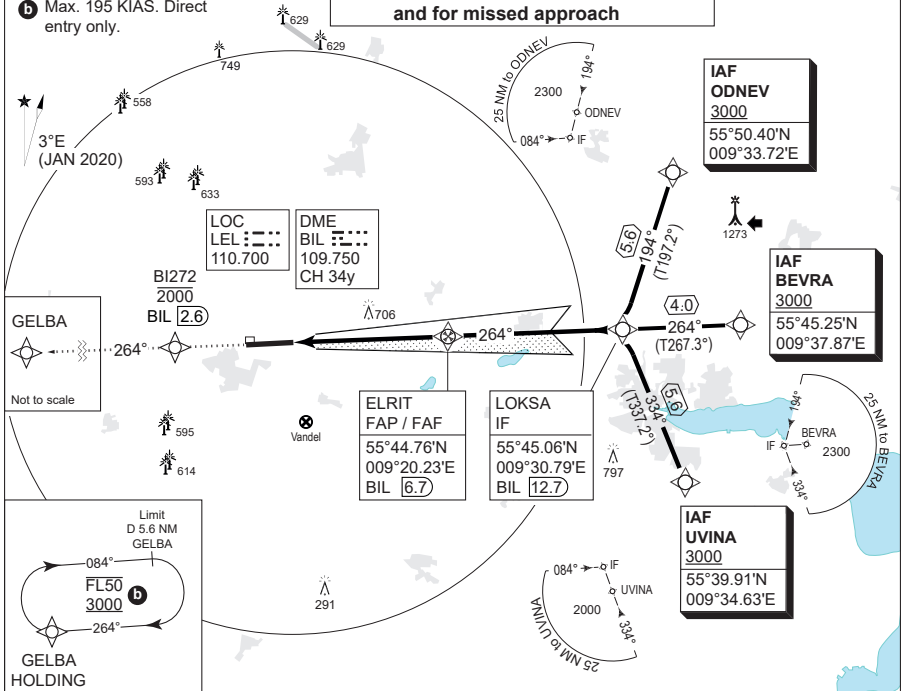 b Max. 195 KIAS. Direct
entry only.
and for missed approach
629
629
749
558
3°E
(JAN 2020)
593
633
25 NM to ODNEV
2300
194°
ODNEV
084°
IF
IAF
ODNEV
3000
55°50.40'N
009°33.72'E
1273
LOC
LEL
110.700
DME
BIL
109.750
CH 34y
5.6
194°
(T197.2°)
IAF
BEVRA
3000
55°45.25'N
009°37.87'E
BI272
2000
BIL 2.6
GELBA
264°
Not to scale
706
264°
4.0
264°
(T267.3°)
5.6
334°
(T337.2°)
ELRIT
FAP / FAF
55°44.76'N
009°20.23'E
BIL 6.7
LOKSA
IF
55°45.06'N
009°30.79'E
BIL 12.7
Vandel
595
614
797
194°
IF
BEVRA
2300
334°
25 NM to BEVRA
Limit
D 5.6 NM
GELBA
084°
FL50
3000
b
264°
GELBA
HOLDING
291
084°
IF
UVINA
2000
334°
25 NM to UVINA
IAF
UVINA
3000
55°39.91'N
009°34.63'E